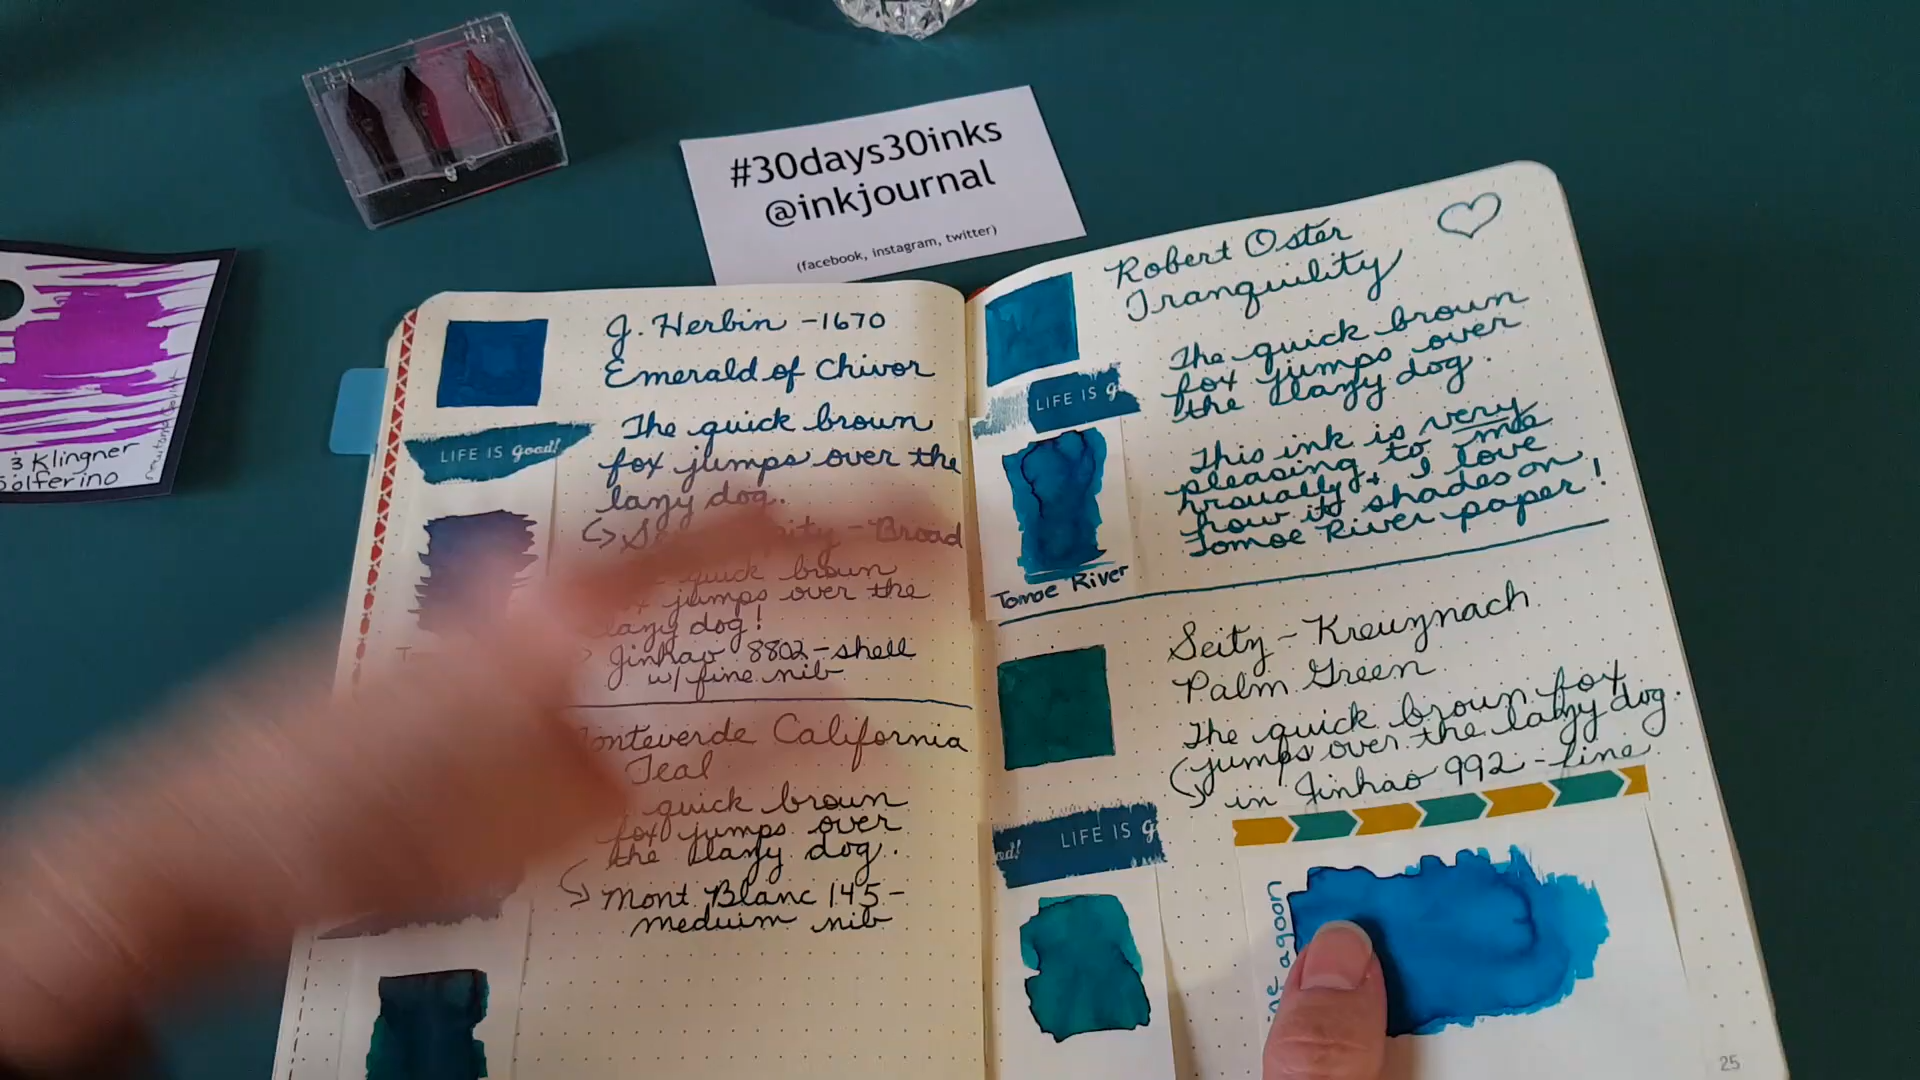 #30days30inks
@inkjournal
(facebook, instagram, twitter)
Klingner
Solferino
J. Herbin -1670
Emerald of Chivor
LIFE IS Good!
The quick brown
fox jumps over the
lazy dog.
- Broad
quick brown
jumps over the
lazy dog!
Jinhao 8802-shell
w/ fine nib
Monteverde California
Teal
quick brown
fox jumps over
the lazy dog.
Mont Blanc 145-
meduim nib
Robert Oster
Tranquility
LIFE IS
The quick brown
fox jumps over
the lazy dog.
This ink is very
pleasing to me
+ I love
how it shades on
Tomoe River paper!
Tomoe River
Seitz-Kreuznach
Palm Green
The quick brown fox
jumps over the lazy dog.
in Jinhao 992-fine
LIFE IS
25